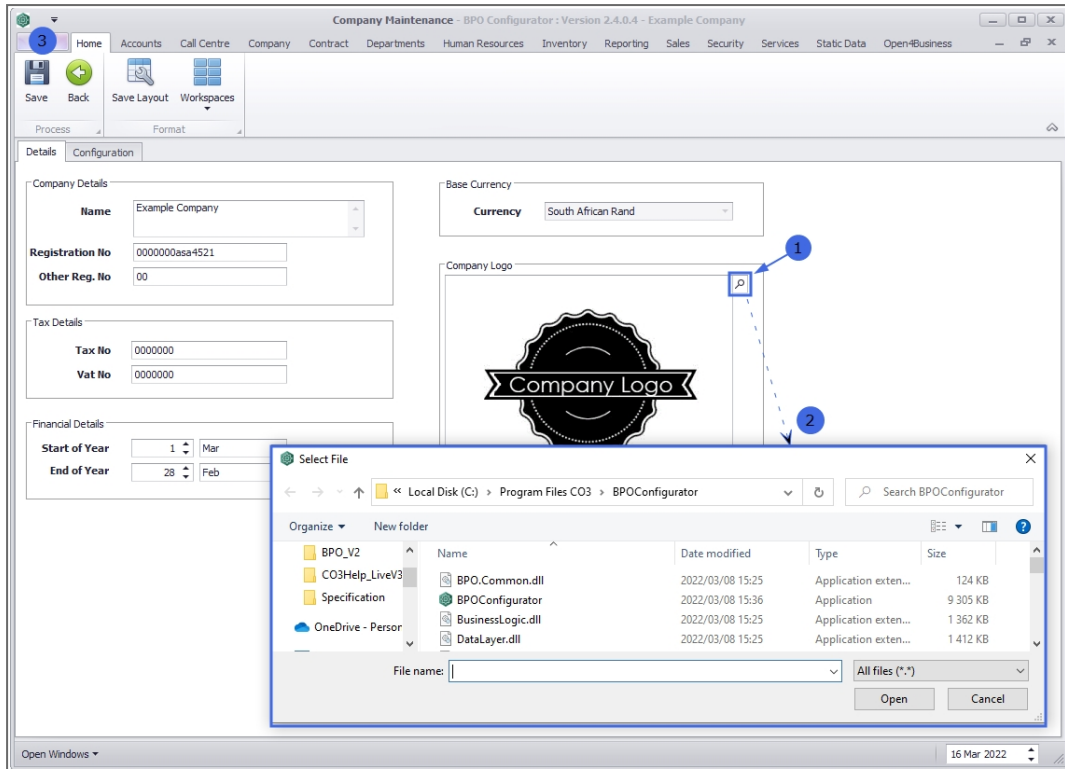 Company Maintenance - BPO Configurator : Version 2.4.0.4 - Example Company
3 Home Accounts Call Centre Company Contract Departments Human Resources Inventory Reporting Sales Security Services Static Data Open4Business
Save Back Save Layout Workspaces
Process Format
Details Configuration
Company Details
Name Example Company
Registration No 0000000asa4521
Other Reg. No 00
Base Currency
Currency South African Rand
1
Company Logo
Company Logo
Tax Details
Tax No 0000000
Vat No 0000000
2
Financial Details
Start of Year 1 Mar
End of Year 28 Feb
Select File
« Local Disk (C:) › Program Files CO3 › BPOConfigurator Search BPOConfigurator
Organize New folder
Name Date modified Type Size
BPO_V2
CO3Help_LiveV3
Specification
OneDrive - Person
BPO.Common.dll 2022/03/08 15:25 Application exten... 124 KB
BPOConfigurator 2022/03/08 15:36 Application 9 305 KB
BusinessLogic.dll 2022/03/08 15:25 Application exten... 1 362 KB
DataLayer.dll 2022/03/08 15:25 Application exten... 1 412 KB
File name: All files (*.*)
Open Cancel
Open Windows 16 Mar 2022